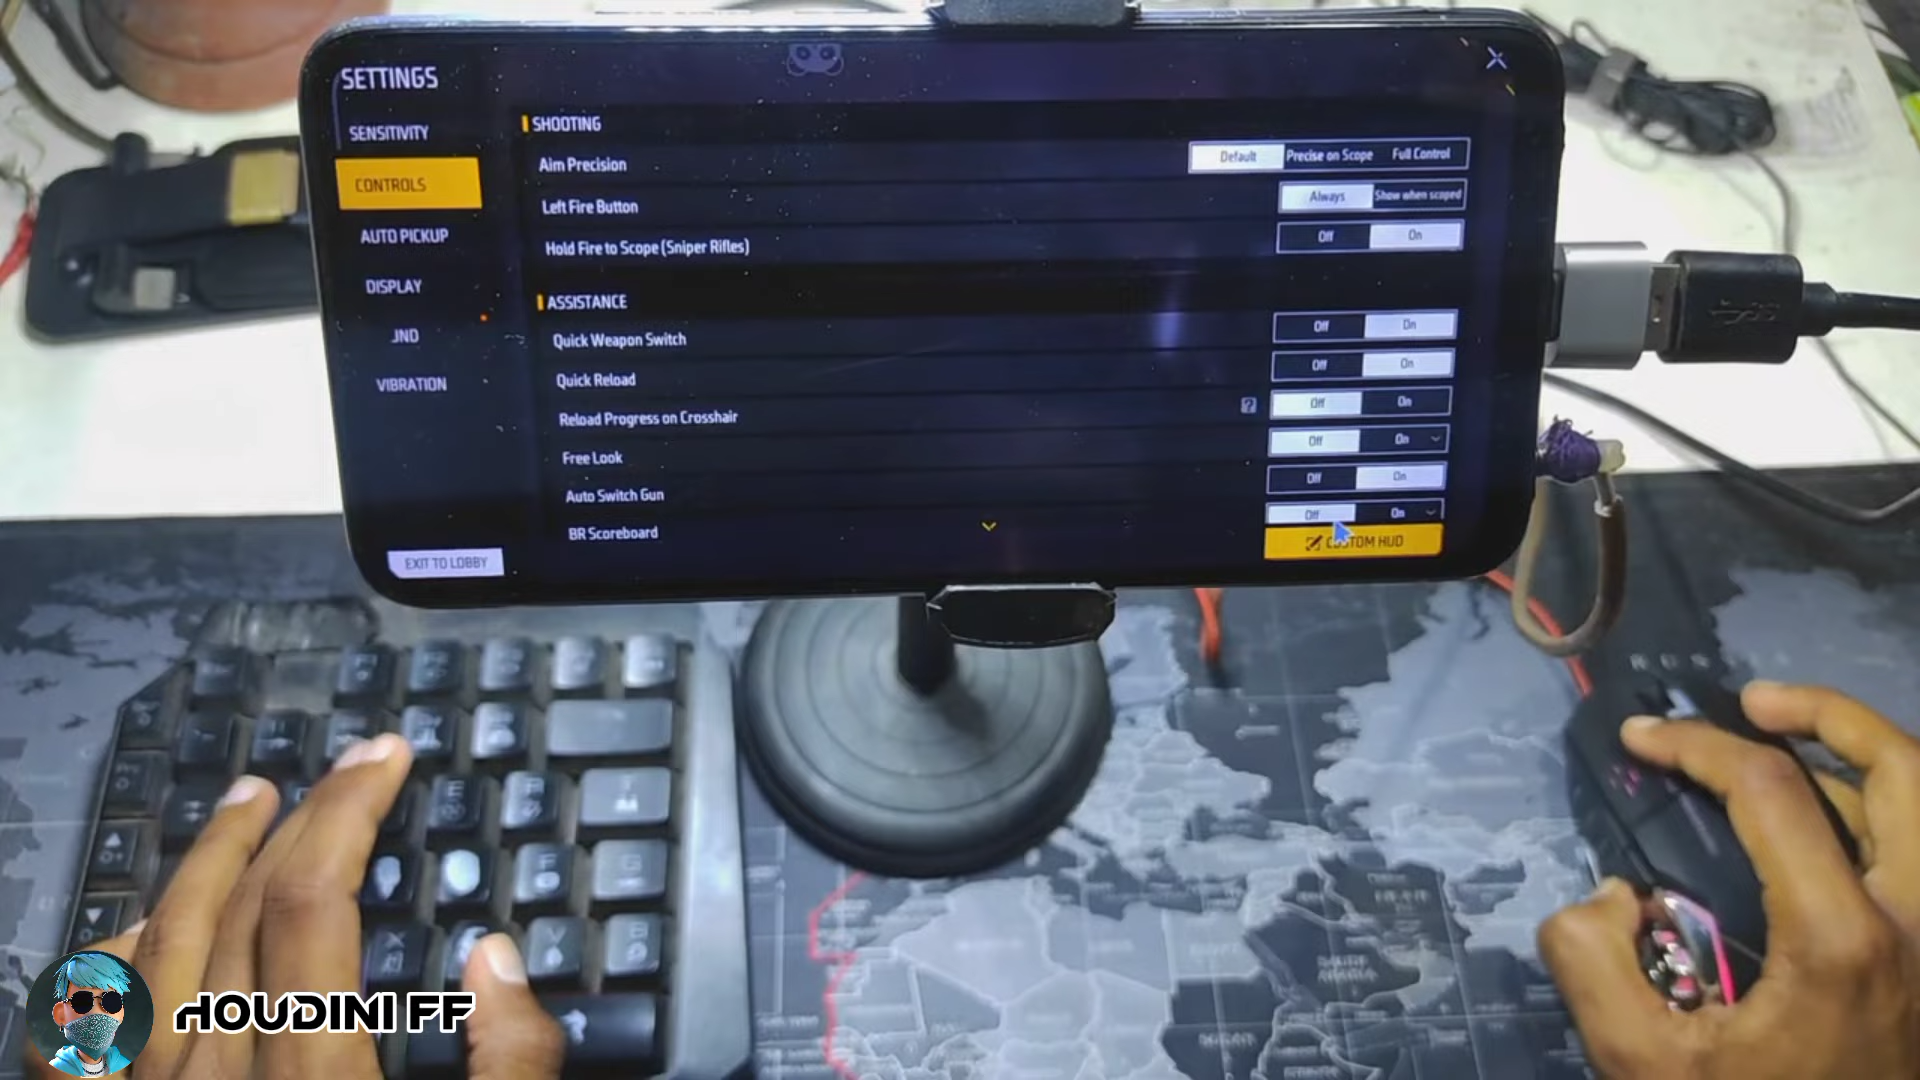 SETTINGS
SENSITIVITY
CONTROLS
AUTO PICKUP
DISPLAY
VIBRATION
EXIT TO LOBBY
SHOOTING
Aim Precision
Default Precise on Scope Full Control
Left Fire Button
Always Show when scoped
Hold Fire to Scope (Sniper Rifles)
Off On
ASSISTANCE
Quick Weapon Switch
Off On
Quick Reload
Off On
Reload Progress on Crosshair
? Off On
Free Look
Off On
Auto Switch Gun
Off On
BR Scoreboard
Off On
HUD
E
F
G
X
V
B
HOUDINI FF